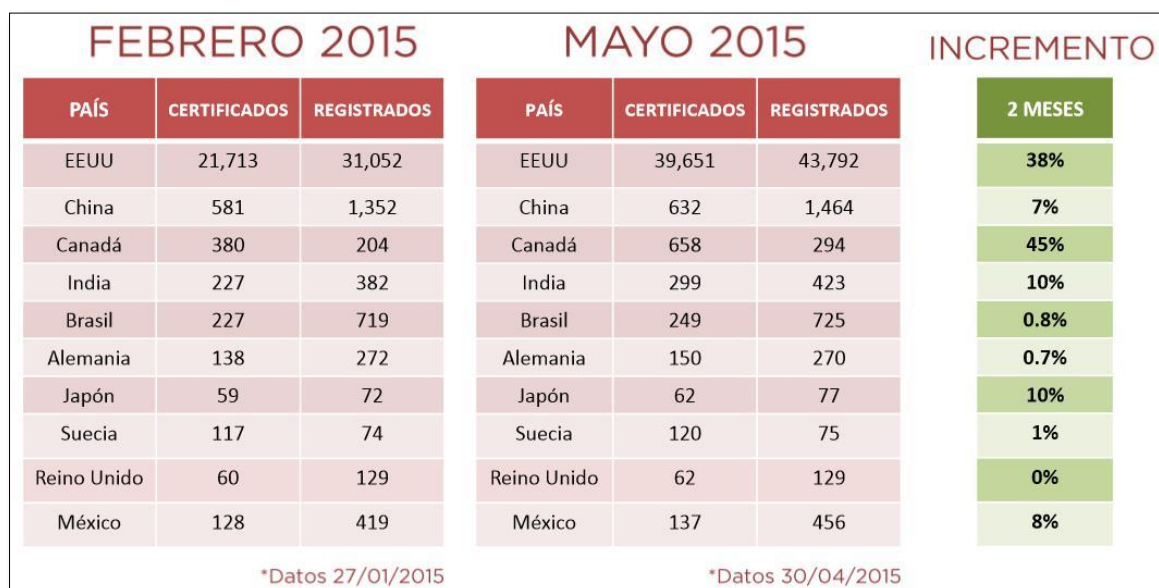 FEBRERO 2015 MAYO 2015 INCREMENTO
PAÍS CERTIFICADOS REGISTRADOS PAÍS CERTIFICADOS REGISTRADOS 2 MESES
EEUU 21,713 31,052 EEUU 39,651 43,792 38%
China 581 1,352 China 632 1,464 7%
Canadá 380 204 Canadá 658 294 45%
India 227 382 India 299 423 10%
Brasil 227 719 Brasil 249 725 0.8%
Alemania 138 272 Alemania 150 270 0.7%
Japón 59 72 Japón 62 77 10%
Suecia 117 74 Suecia 120 75 1%
Reino Unido 60 129 Reino Unido 62 129 0%
México 128 419 México 137 456 8%
*Datos 27/01/2015 *Datos 30/04/2015